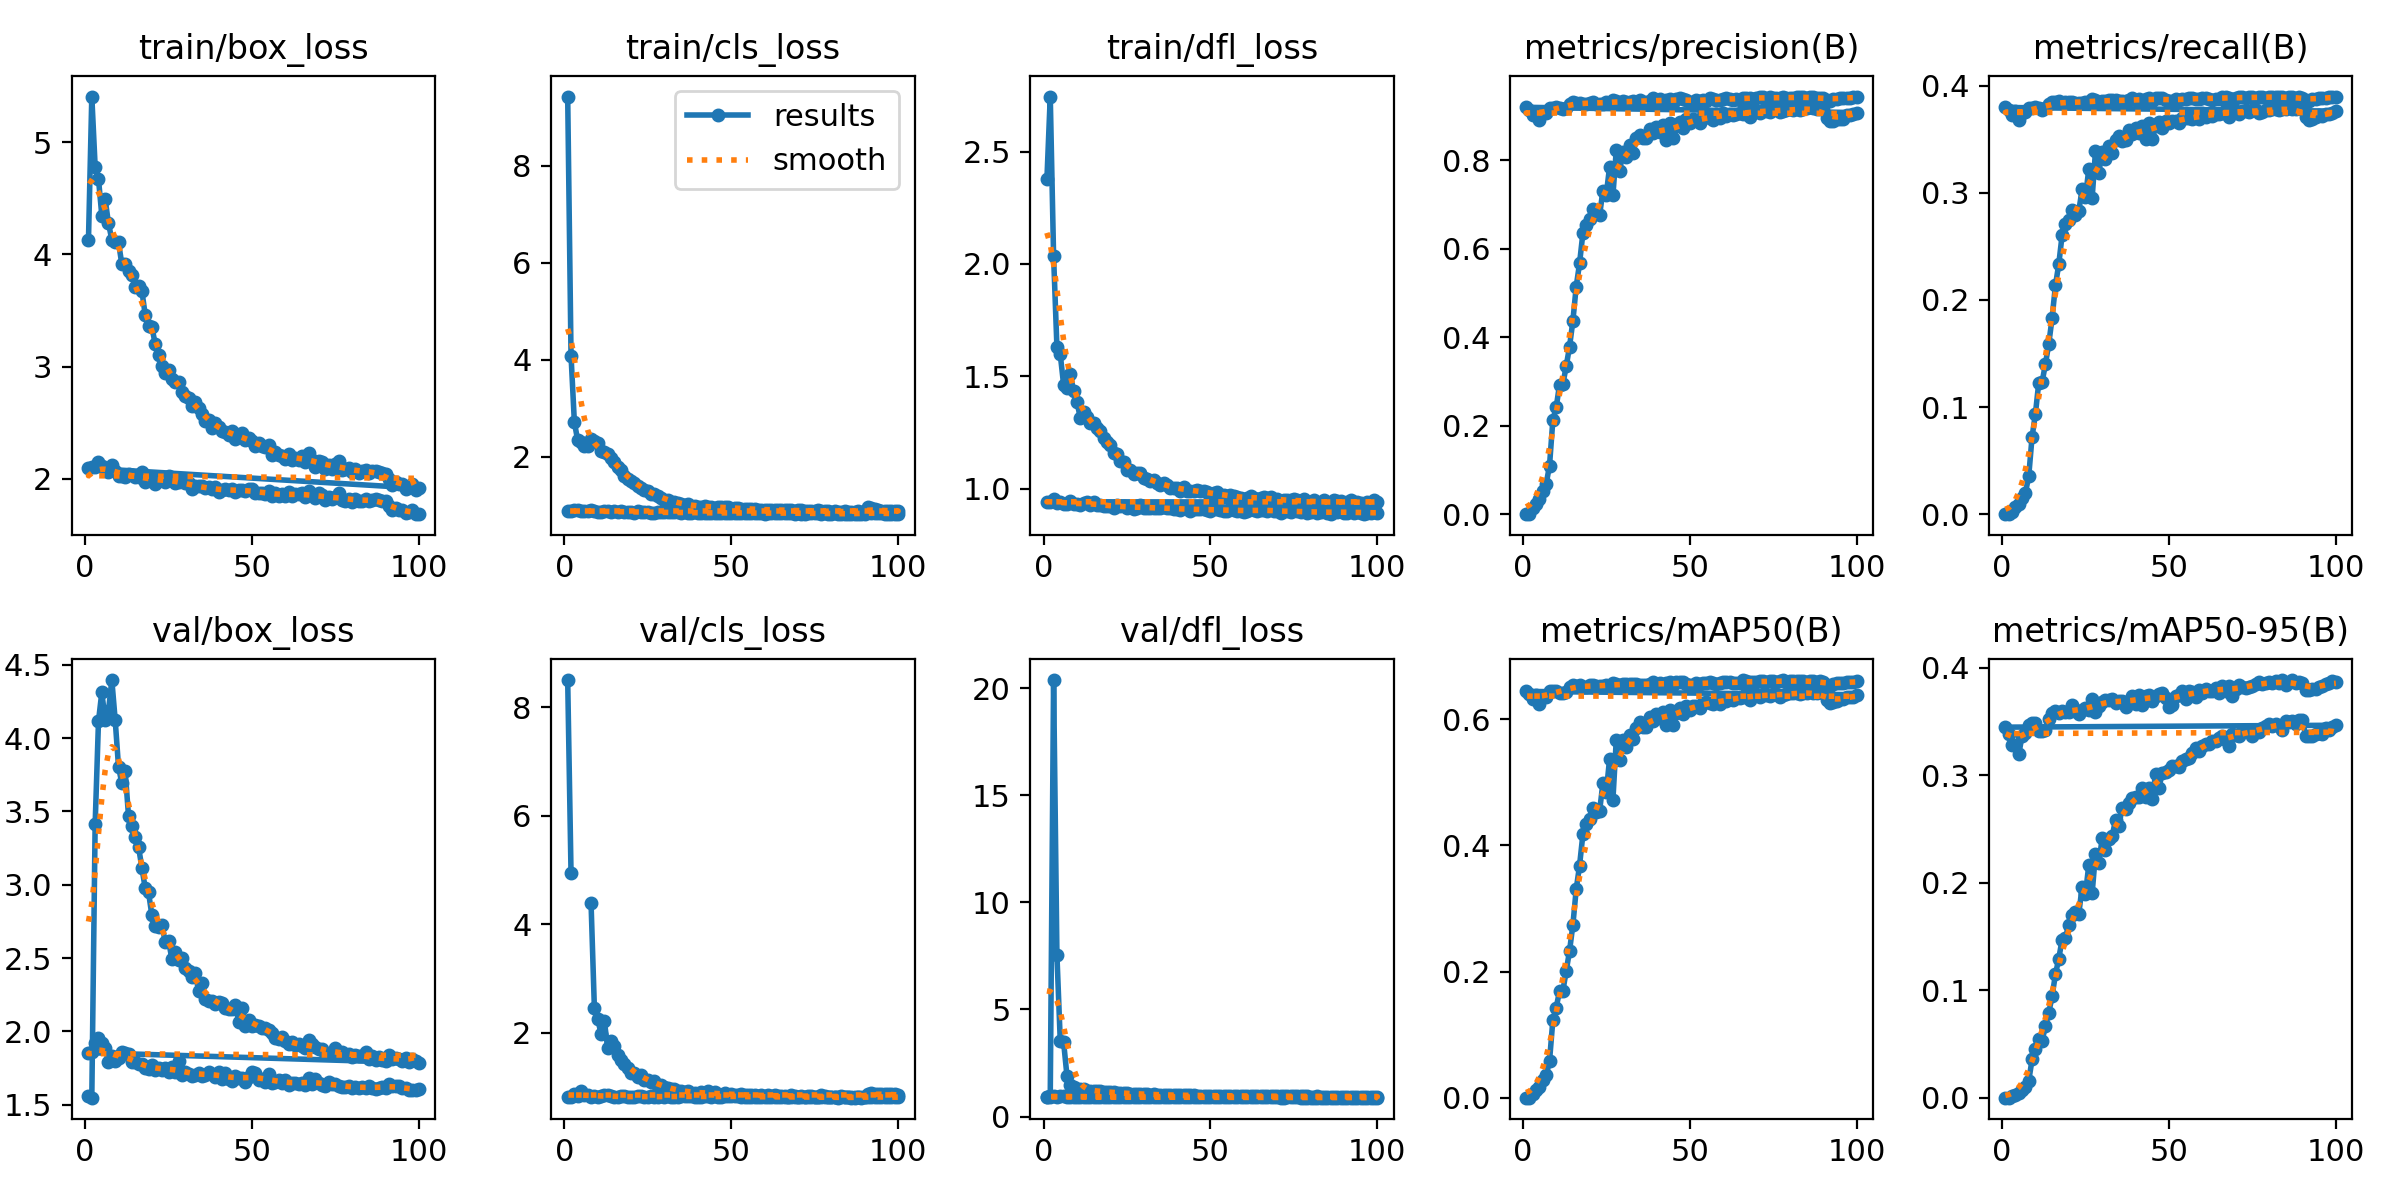 train/box_loss
train/cls_loss
train/dfl_loss
metrics/precision(B)
metrics/recall(B)
results
smooth
5
4
3
2
0 50 100
8
6
4
2
0 50 100
2.5
2.0
1.5
1.0
0 50 100
0.8
0.6
0.4
0.2
0.0
0 50 100
0.4
0.3
0.2
0.1
0.0
0 50 100
val/box_loss
val/cls_loss
val/dfl_loss
metrics/mAP50(B)
metrics/mAP50-95(B)
4.5
4.0
3.5
3.0
2.5
2.0
1.5
0 50 100
8
6
4
2
0 50 100
20
15
10
5
0
0 50 100
0.6
0.4
0.2
0.0
0 50 100
0.4
0.3
0.2
0.1
0.0
0 50 100